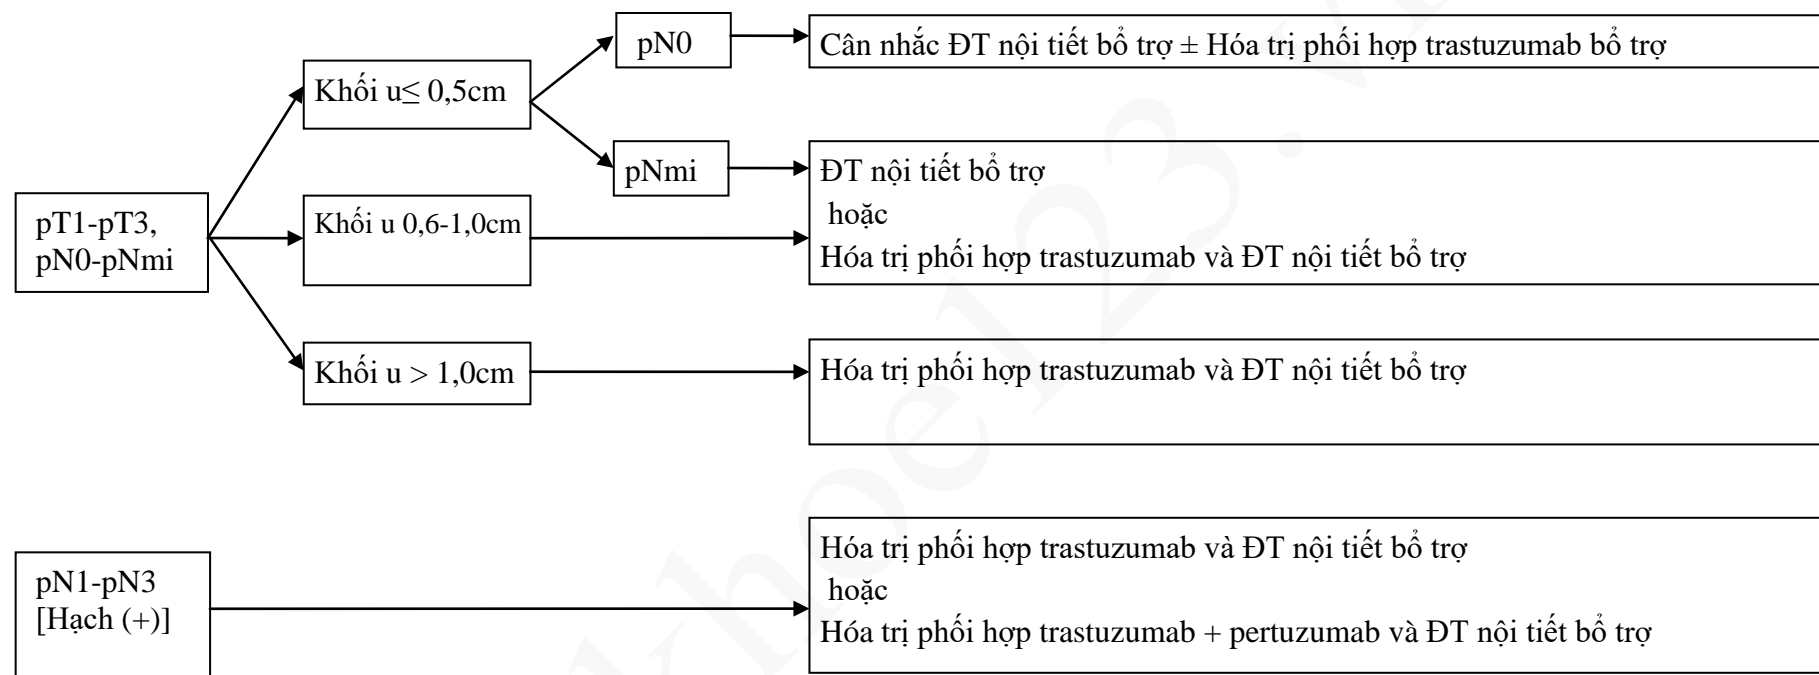 pN0
Cân nhắc ĐT nội tiết bổ trợ ± Hóa trị phối hợp trastuzumab bổ trợ
Khối u≤ 0,5cm
pNmi
ĐT nội tiết bổ trợ
hoặc
Hóa trị phối hợp trastuzumab và ĐT nội tiết bổ trợ
pT1-pT3,
pN0-pNmi
Khối u 0,6-1,0cm
Khối u > 1,0cm
Hóa trị phối hợp trastuzumab và ĐT nội tiết bổ trợ
pN1-pN3
[Hạch (+)]
Hóa trị phối hợp trastuzumab và ĐT nội tiết bổ trợ
hoặc
Hóa trị phối hợp trastuzumab + pertuzumab và ĐT nội tiết bổ trợ
khoe123.v